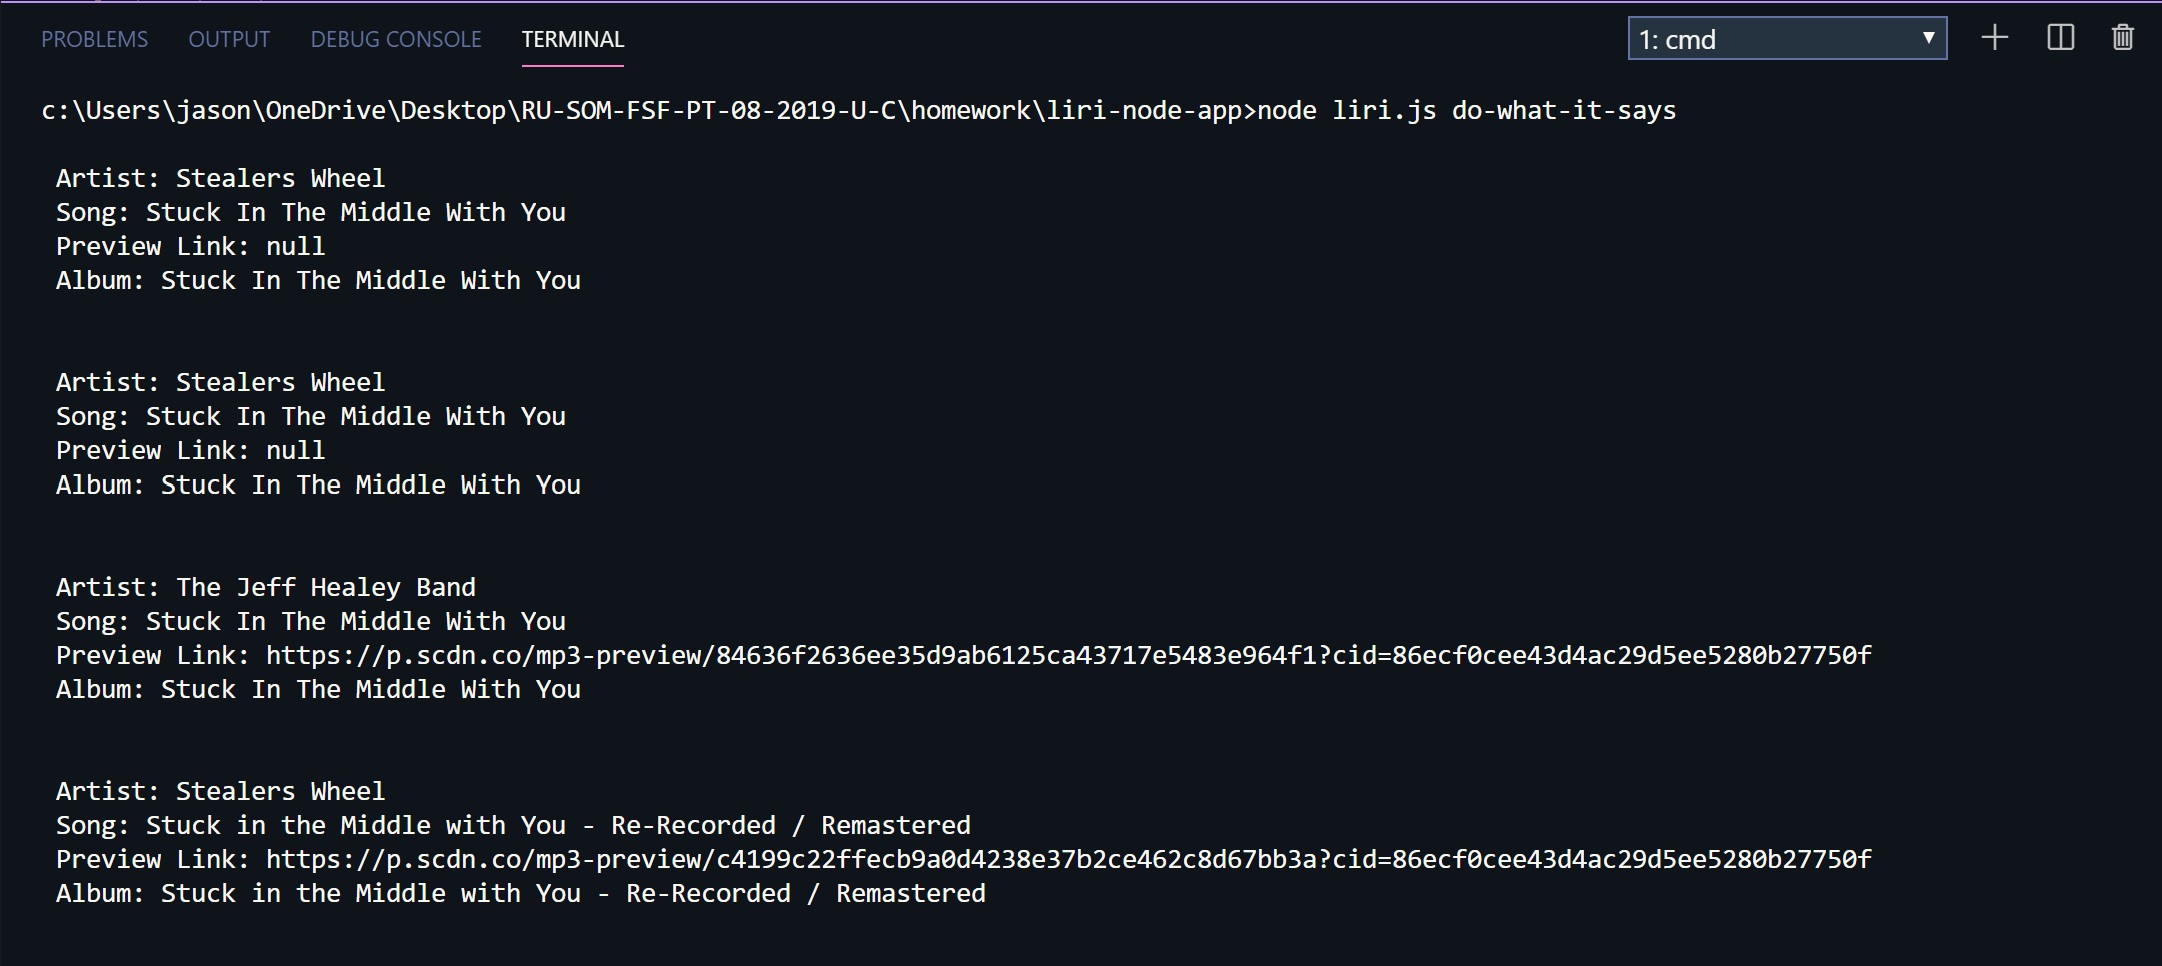 PROBLEMS OUTPUT DEBUG CONSOLE TERMINAL 1: cmd
c:\Users\jason\OneDrive\Desktop\RU-SOM-FSF-PT-08-2019-U-C\homework\liri-node-app>node liri.js do-what-it-says
Artist: Stealers Wheel
Song: Stuck In The Middle With You
Preview Link: null
Album: Stuck In The Middle With You
Artist: Stealers Wheel
Song: Stuck In The Middle With You
Preview Link: null
Album: Stuck In The Middle With You
Artist: The Jeff Healey Band
Song: Stuck In The Middle With You
Preview Link: https://p.scdn.co/mp3-preview/84636f2636ee35d9ab6125ca43717e5483e964f1?cid=86ecf0cee43d4ac29d5ee5280b27750f
Album: Stuck In The Middle With You
Artist: Stealers Wheel
Song: Stuck in the Middle with You - Re-Recorded / Remastered
Preview Link: https://p.scdn.co/mp3-preview/c4199c22ffecb9a0d4238e37b2ce462c8d67bb3a?cid=86ecf0cee43d4ac29d5ee5280b27750f
Album: Stuck in the Middle with You - Re-Recorded / Remastered